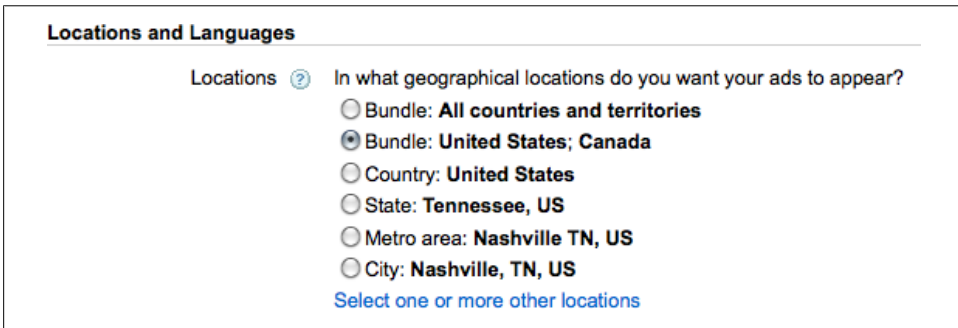 Locations and Languages
Locations ? In what geographical locations do you want your ads to appear?
Bundle: All countries and territories
Bundle: United States; Canada
Country: United States
State: Tennessee, US
Metro area: Nashville TN, US
City: Nashville, TN, US
Select one or more other locations